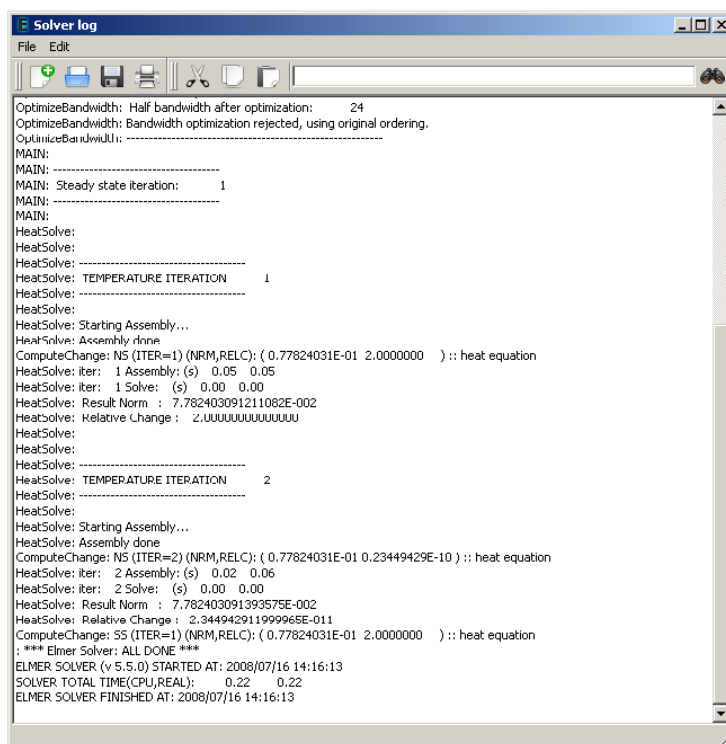 Solver log
File Edit
OptimizeBandwidth: Half bandwidth after optimization: 24
OptimizeBandwidth: Bandwidth optimization rejected, using original ordering.
OptimizeBandwidth: ---------------------------------------------------------
MAIN:
MAIN: -------------------------------------
MAIN: Steady state iteration: 1
MAIN: -------------------------------------
MAIN:
HeatSolve:
HeatSolve:
HeatSolve: -------------------------------------
HeatSolve: TEMPERATURE ITERATION 1
HeatSolve: -------------------------------------
HeatSolve:
HeatSolve: Starting Assembly...
HeatSolve: Assembly done
ComputeChange: NS (ITER=1) (NRM,RELC): ( 0.77824031E-01 2.0000000 ) :: heat equation
HeatSolve: iter: 1 Assembly: (s) 0.05 0.05
HeatSolve: iter: 1 Solve: (s) 0.00 0.00
HeatSolve: Result Norm : 7.782403091211082E-002
HeatSolve: Relative Change : 2.00000000000000
HeatSolve:
HeatSolve:
HeatSolve: -------------------------------------
HeatSolve: TEMPERATURE ITERATION 2
HeatSolve: -------------------------------------
HeatSolve:
HeatSolve: Starting Assembly...
HeatSolve: Assembly done
ComputeChange: NS (ITER=2) (NRM,RELC): ( 0.77824031E-01 0.23449429E-10 ) :: heat equation
HeatSolve: iter: 2 Assembly: (s) 0.02 0.06
HeatSolve: iter: 2 Solve: (s) 0.00 0.00
HeatSolve: Result Norm : 7.782403091393575E-002
HeatSolve: Relative Change : 2.344942911999965E-011
ComputeChange: SS (ITER=1) (NRM,RELC): ( 0.77824031E-01 2.0000000 ) :: heat equation
: *** Elmer Solver: ALL DONE ***
ELMER SOLVER (v 5.5.0) STARTED AT: 2008/07/16 14:16:13
SOLVER TOTAL TIME(CPU,REAL): 0.22 0.22
ELMER SOLVER FINISHED AT: 2008/07/16 14:16:13